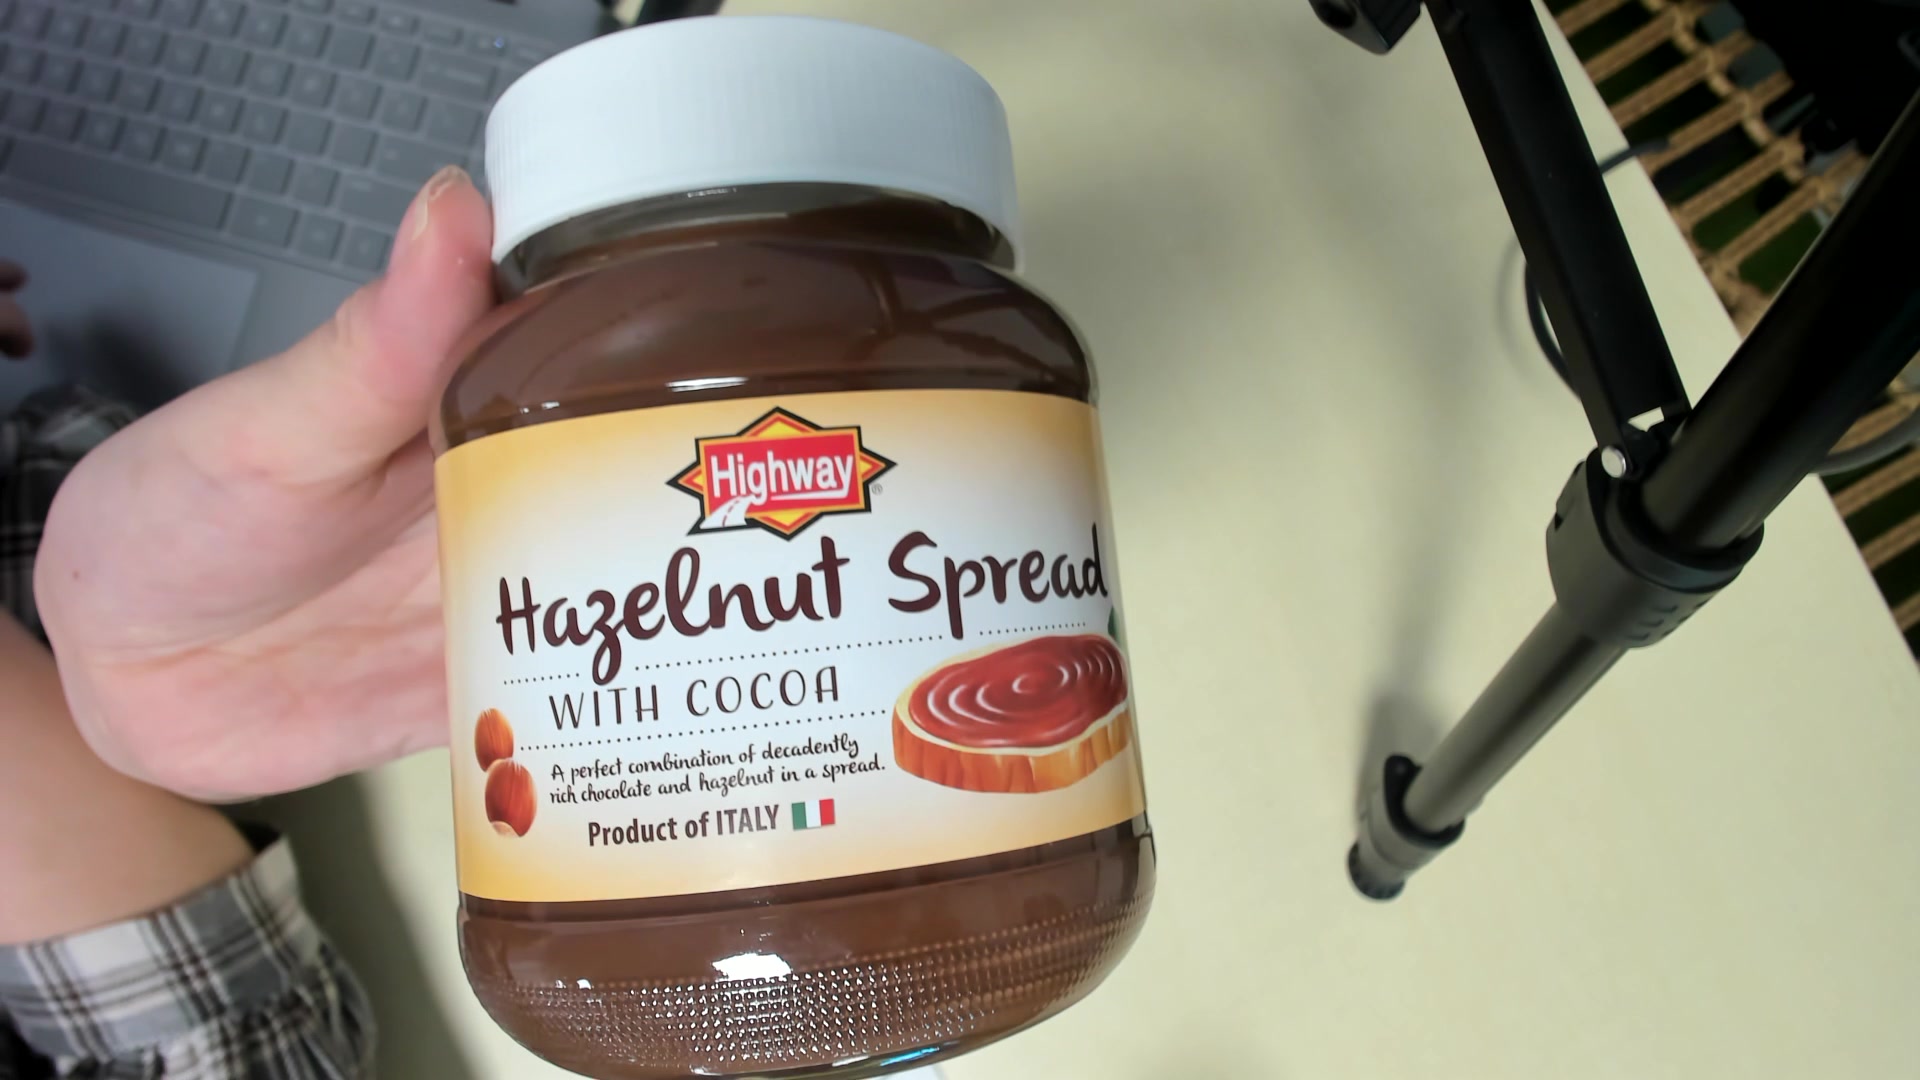 Highway®
Hazelnut Spread
WITH COCOA
A perfect combination of decadently
rich chocolate and hazelnut in a spread.
Product of ITALY